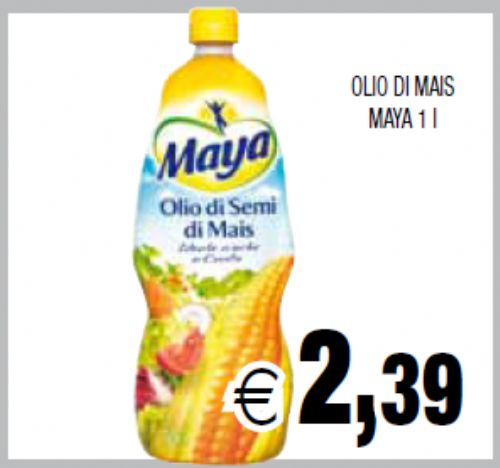 OLIO DI MAIS
MAYA 1 l
Maya
Olio di Semi
di Mais
€ 2,39